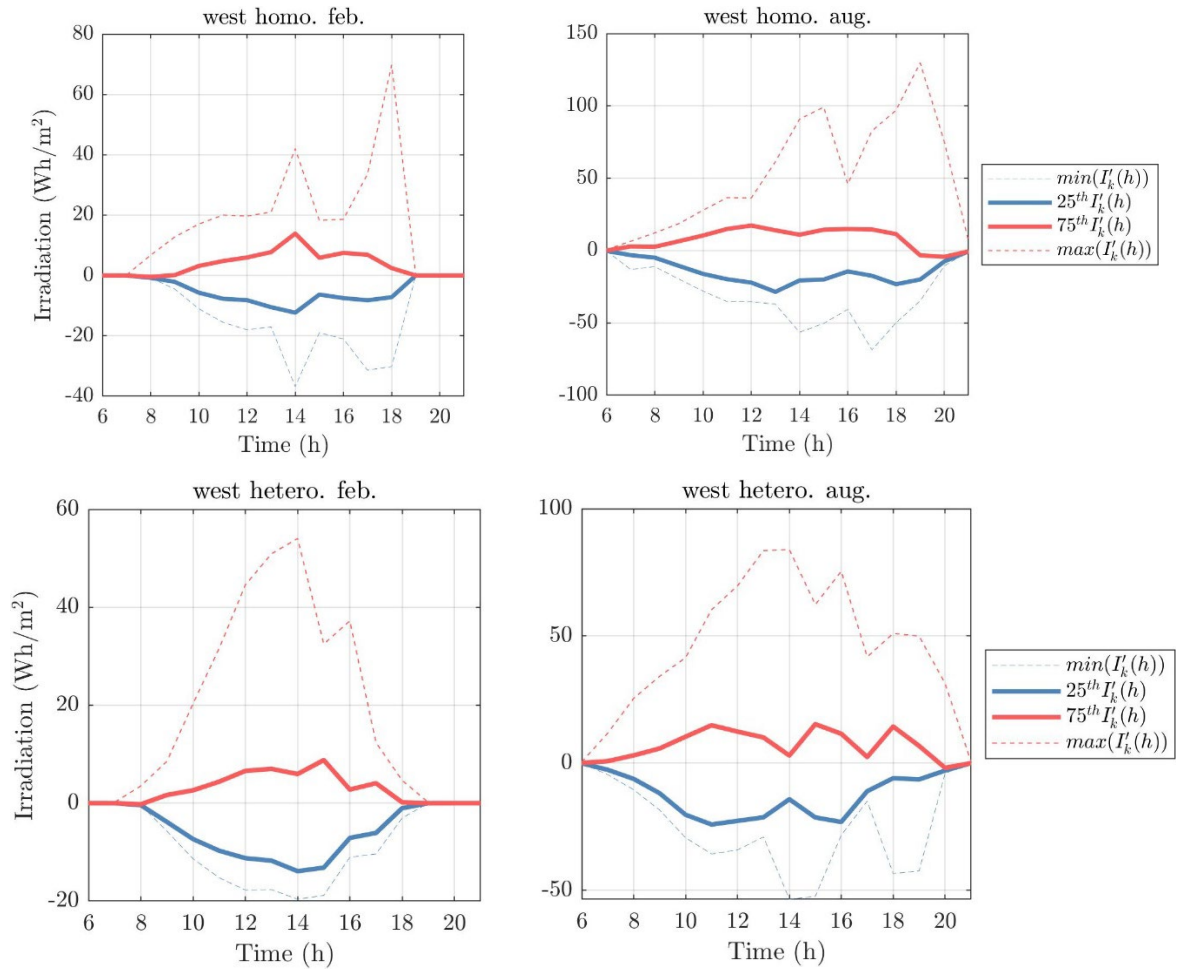 west homo. feb.
80
60
40
20
0
-20
-40
6 8 10 12 14 16 18 20
Time (h)
Irradiation (Wh/m²)
west homo. aug.
150
100
50
0
-50
-100
6 8 10 12 14 16 18 20
Time (h)
min(I'ₖ(h))
25ᵗʰI'ₖ(h)
75ᵗʰI'ₖ(h)
max(I'ₖ(h))
west hetero. feb.
60
40
20
0
-20
6 8 10 12 14 16 18 20
Time (h)
Irradiation (Wh/m²)
west hetero. aug.
100
50
0
-50
6 8 10 12 14 16 18 20
Time (h)
min(I'ₖ(h))
25ᵗʰI'ₖ(h)
75ᵗʰI'ₖ(h)
max(I'ₖ(h))